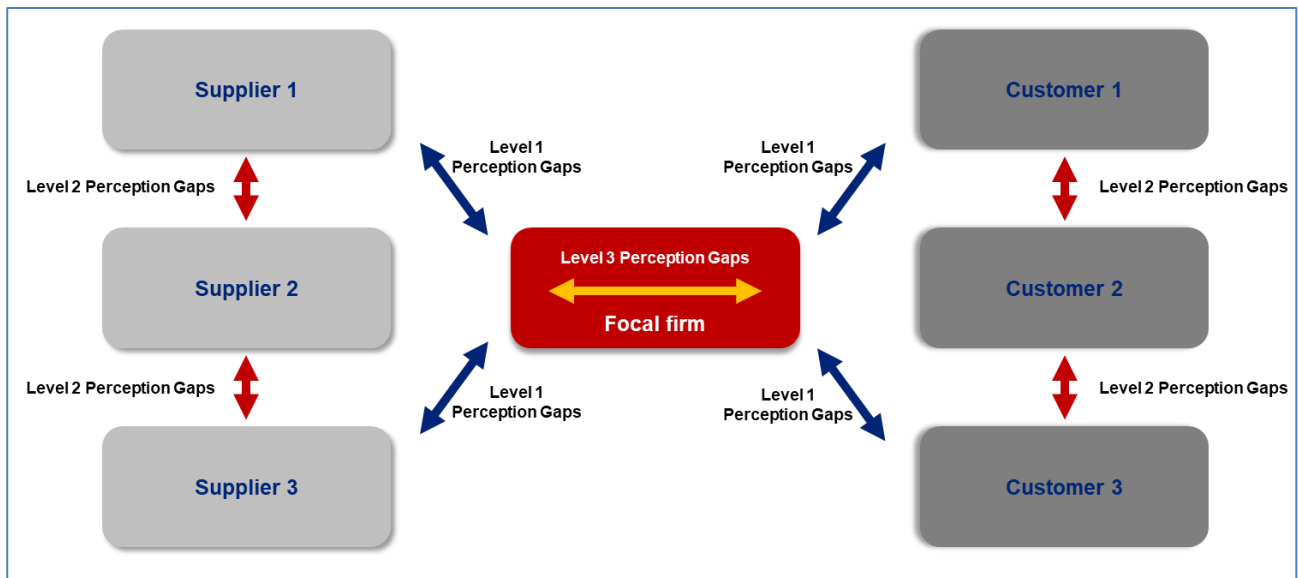 Supplier 1
Customer 1
Level 1
Perception Gaps
Level 1
Perception Gaps
Level 2 Perception Gaps
Level 2 Perception Gaps
Supplier 2
Level 3 Perception Gaps
Focal firm
Customer 2
Level 2 Perception Gaps
Level 1
Perception Gaps
Level 1
Perception Gaps
Level 2 Perception Gaps
Supplier 3
Customer 3